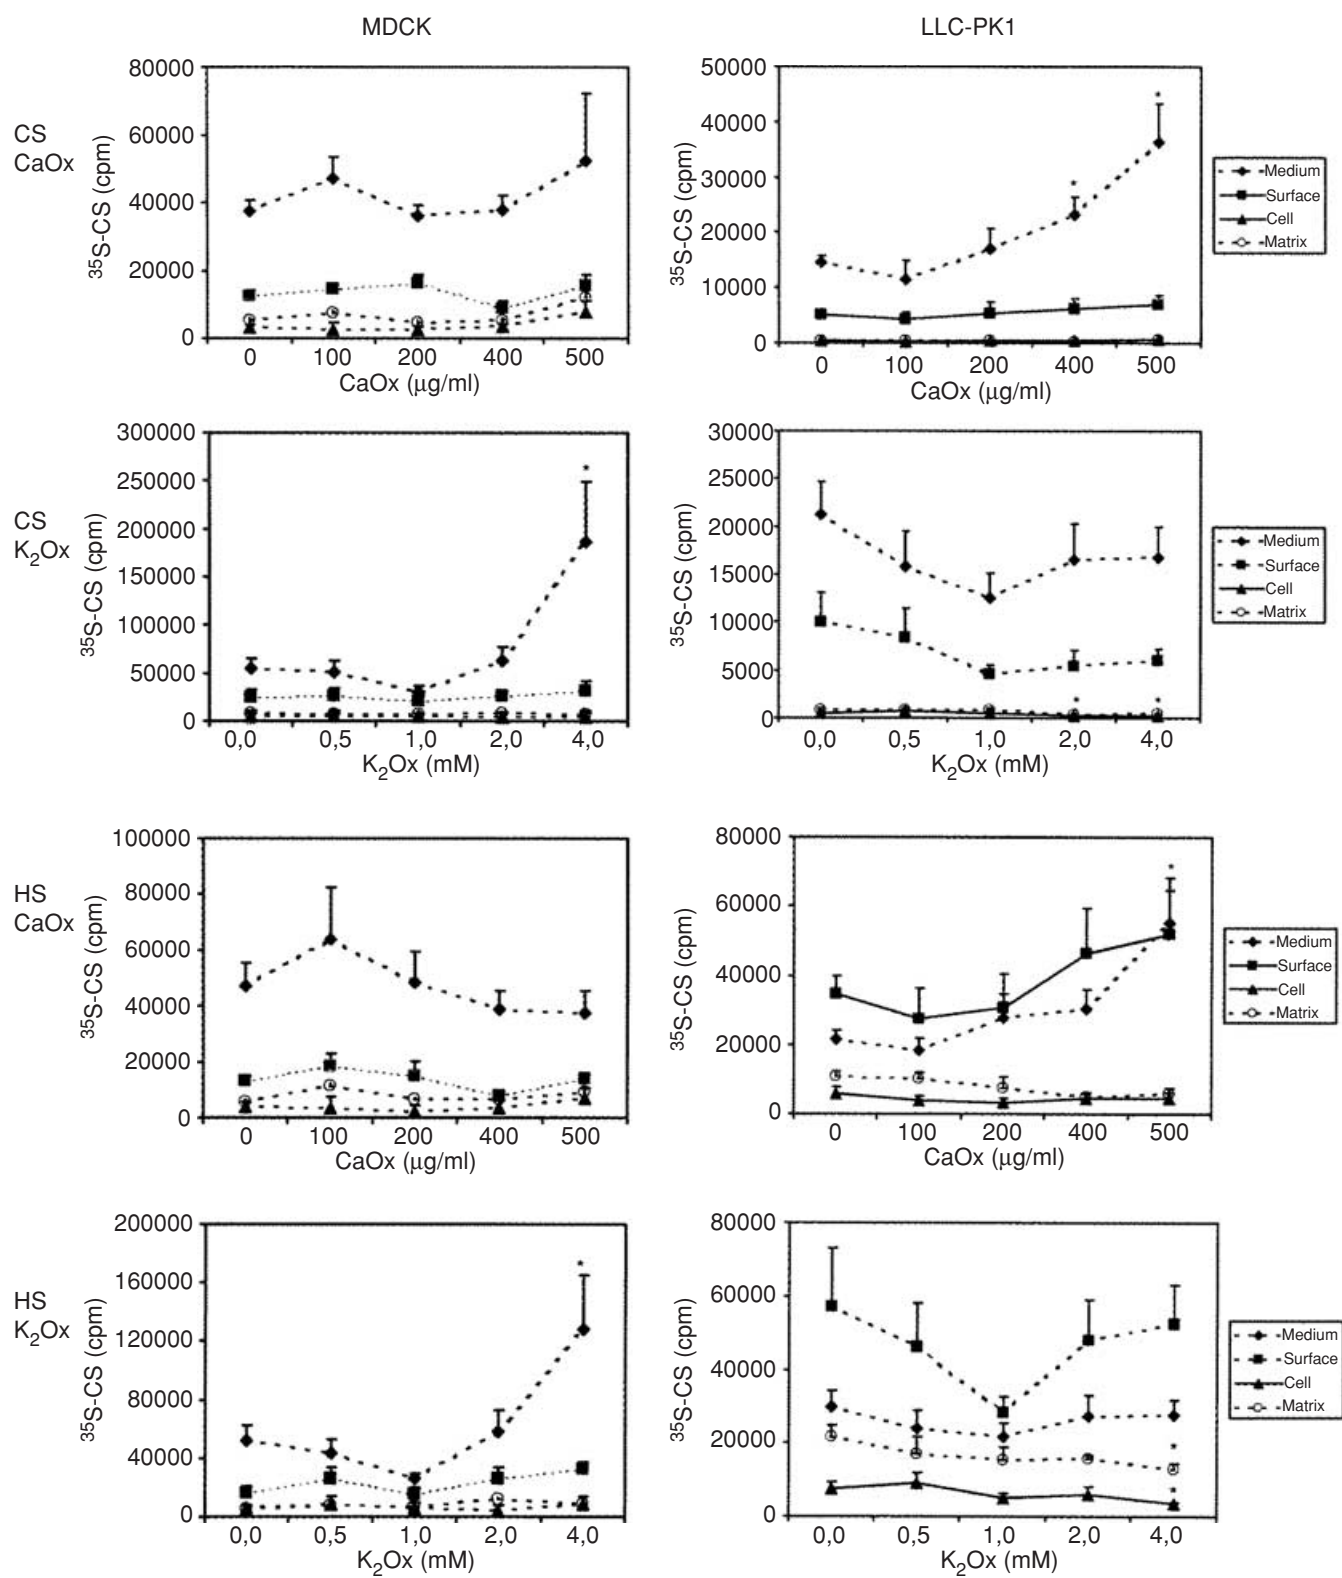 MDCK
LLC-PK1
CS
CaOx
³⁵S-CS (cpm)
80000
60000
40000
20000
0
0 100 200 400 500
CaOx (μg/ml)
³⁵S-CS (cpm)
50000
40000
30000
20000
10000
0
* *
0 100 200 400 500
CaOx (μg/ml)
Medium
Surface
Cell
Matrix
CS
K₂Ox
³⁵S-CS (cpm)
300000
250000
200000
150000
100000
50000
0
*
0,0 0,5 1,0 2,0 4,0
K₂Ox (mM)
³⁵S-CS (cpm)
30000
25000
20000
15000
10000
5000
0
* *
0,0 0,5 1,0 2,0 4,0
K₂Ox (mM)
Medium
Surface
Cell
Matrix
HS
CaOx
³⁵S-CS (cpm)
100000
80000
60000
40000
20000
0
0 100 200 400 500
CaOx (μg/ml)
³⁵S-CS (cpm)
80000
60000
40000
20000
0
*
0 100 200 400 500
CaOx (μg/ml)
Medium
Surface
Cell
Matrix
HS
K₂Ox
³⁵S-CS (cpm)
200000
160000
120000
80000
40000
0
*
0,0 0,5 1,0 2,0 4,0
K₂Ox (mM)
³⁵S-CS (cpm)
80000
60000
40000
20000
0
*
*
0,0 0,5 1,0 2,0 4,0
K₂Ox (mM)
Medium
Surface
Cell
Matrix